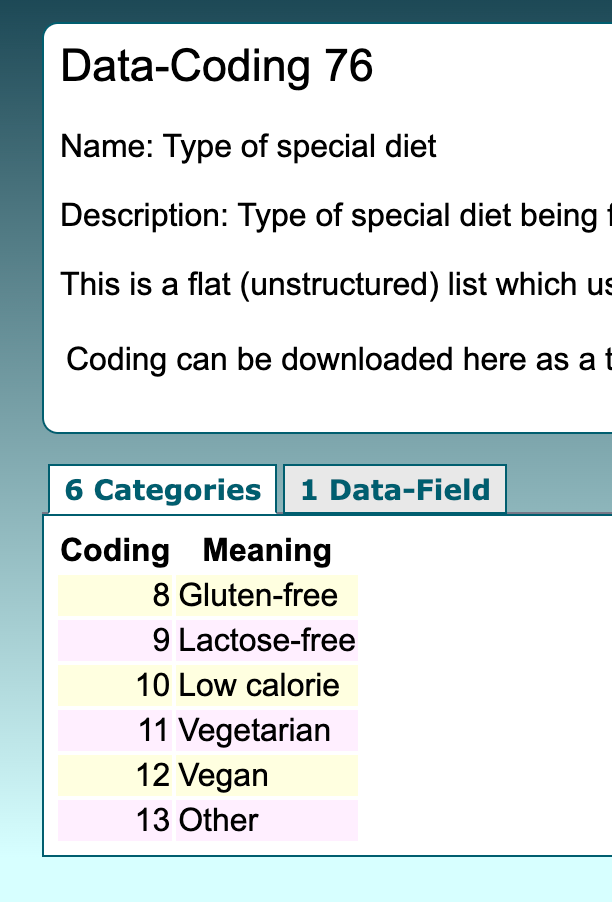 Data-Coding 76
Name: Type of special diet
Description: Type of special diet being
This is a flat (unstructured) list which
Coding can be downloaded here as a
6 Categories 1 Data-Field
Coding Meaning
8 Gluten-free
9 Lactose-free
10 Low calorie
11 Vegetarian
12 Vegan
13 Other